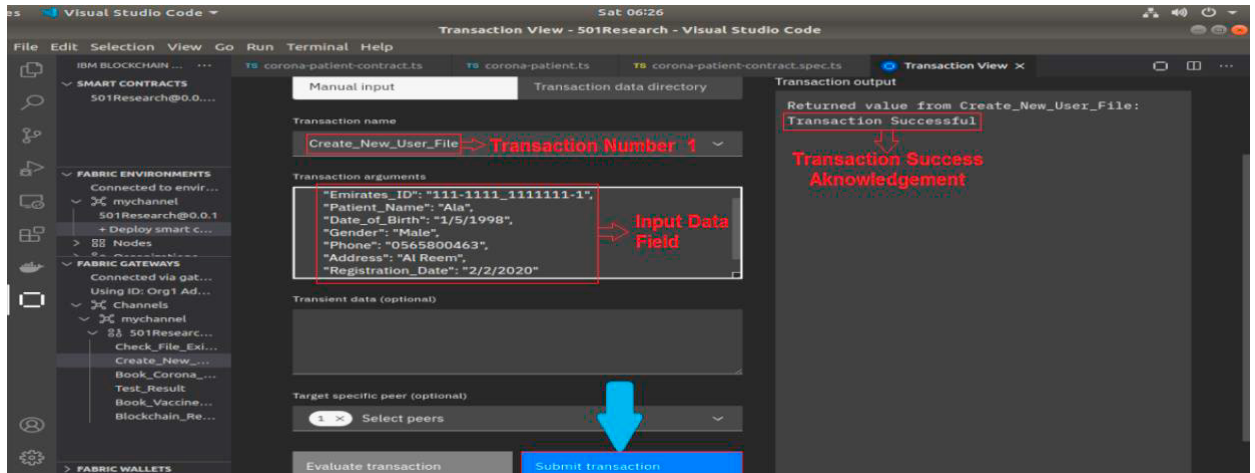 es Visual Studio Code
Sat 06:26
Transaction View - 501Research - Visual Studio Code
File Edit Selection View Go Run Terminal Help
IBM BLOCKCHAIN ... ...
TS corona-patient-contract.ts
TS corona-patient.ts
TS corona-patient-contract.spec.ts
Transaction View ×
SMART CONTRACTS
501Research@0.0....
FABRIC ENVIRONMENTS
Connected to envir...
mychannel
501Research@0.0.1
+ Deploy smart c...
Nodes
FABRIC GATEWAYS
Connected via gat...
Using ID: Org1 Ad...
Channels
mychannel
501Researc...
Check_File_Exi...
Create_New_...
Book_Corona_...
Test_Result
Book_Vaccine...
Blockchain_Re...
FABRIC WALLETS
Manual input
Transaction data directory
Transaction name
Create_New_User_File
Transaction Number 1
Transaction arguments
"Emirates_ID": "111-1111_1111111-1",
"Patient_Name": "Ala",
"Date_of_Birth": "1/5/1998",
"Gender": "Male",
"Phone": "0565800463",
"Address": "Al Reem",
"Registration_Date": "2/2/2020"
Input Data
Field
Transient data (optional)
Target specific peer (optional)
1 × Select peers
Evaluate transaction
Submit transaction
Transaction output
Returned value from Create_New_User_File:
Transaction Successful
Transaction Success
Aknowledgement